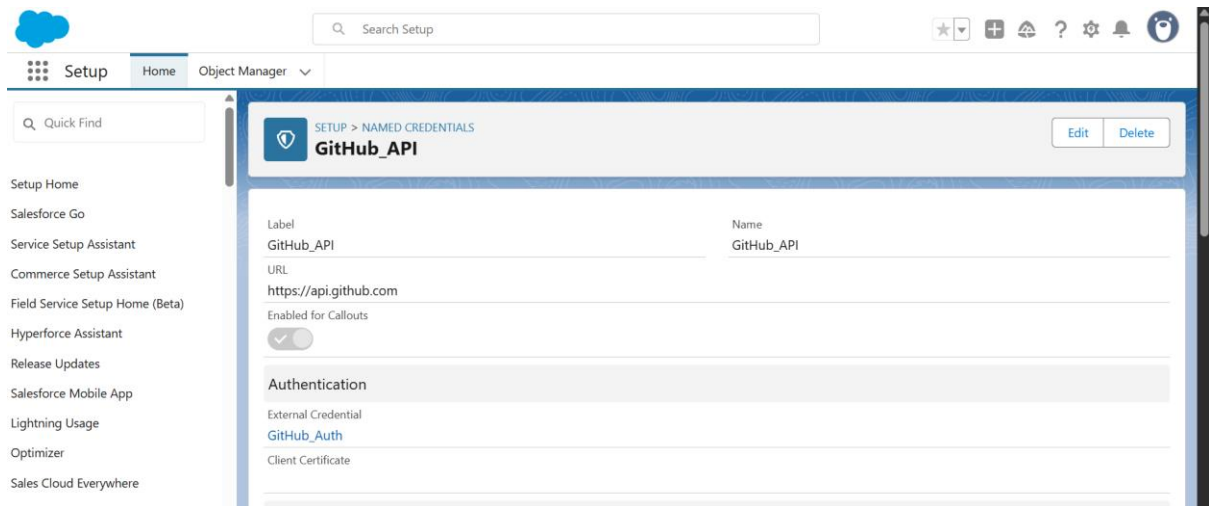 Search Setup
Setup Home Object Manager
Quick Find
Setup Home
Salesforce Go
Service Setup Assistant
Commerce Setup Assistant
Field Service Setup Home (Beta)
Hyperforce Assistant
Release Updates
Salesforce Mobile App
Lightning Usage
Optimizer
Sales Cloud Everywhere
SETUP > NAMED CREDENTIALS
GitHub_API
Edit Delete
Label Name
GitHub_API GitHub_API
URL
https://api.github.com
Enabled for Callouts
Authentication
External Credential
GitHub_Auth
Client Certificate